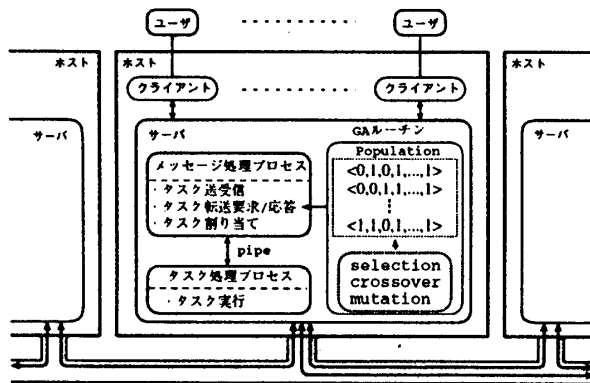 ユーザ
ユーザ
ホスト
ホスト
ホスト
クライアント
クライアント
サーバ
サーバ
GAルーチン
サーバ
Population
メッセージ処理プロセス
<0,1,0,1,...,1>
・タスク送受信
<0,0,1,1,...,1>
・タスク転送要求/応答
・タスク割り当て
<1,1,0,1,...,1>
pipe
タスク処理プロセス
selection
crossover
・タスク実行
mutation